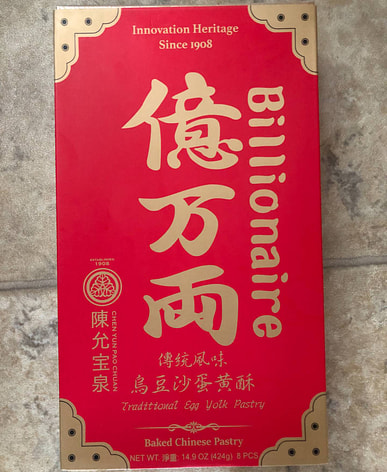 Innovation Heritage
Since 1908
億万両
Billionaire
ESTABLISHED
1908
陳允宝泉
CHEN YUN PAO CHUAN
傳統風味
烏豆沙蛋黃酥
Traditional Egg Yolk Pastry
Baked Chinese Pastry
NET WT. 淨重: 14.9 OZ (424g) 8 PCS